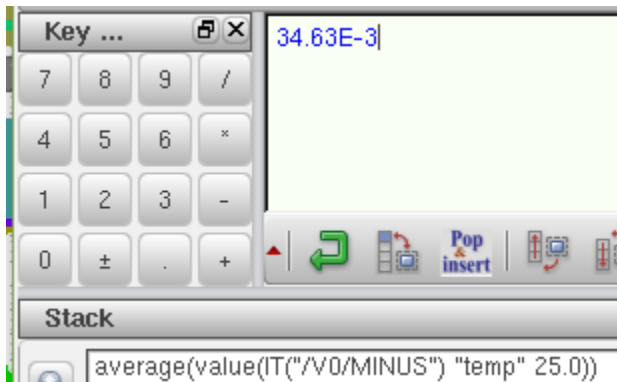 Key ...
34.63E-3
7 8 9 /
4 5 6 *
1 2 3 -
0 ± . +
Pop
&
insert
Stack
average(value(IT("/V0/MINUS") "temp" 25.0))